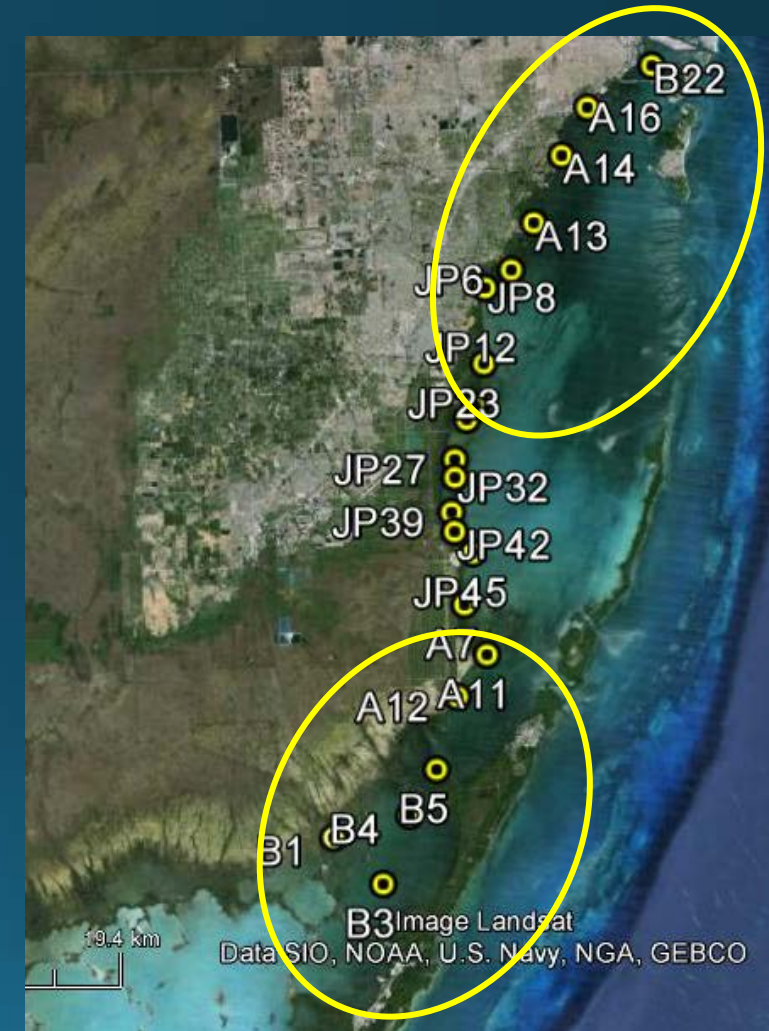 B22
A16
A14
A13
JP6
JP8
JP12
JP23
JP27
JP32
JP39
JP42
JP45
A7
A11
A12
B5
B4
B1
B3
Image Landsat
19.4 km
Data SIO, NOAA, U.S. Navy, NGA, GEBCO